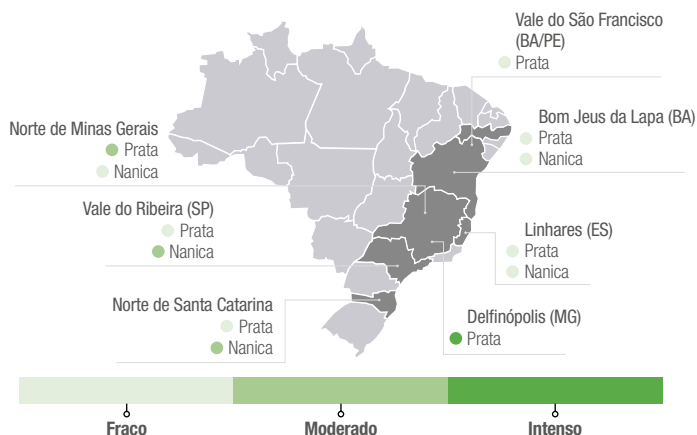 Vale do São Francisco
(BA/PE)
Prata
Bom Jeus da Lapa (BA)
Prata
Nanica
Norte de Minas Gerais
Prata
Nanica
Vale do Ribeira (SP)
Prata
Nanica
Linhares (ES)
Prata
Nanica
Norte de Santa Catarina
Prata
Nanica
Delfinópolis (MG)
Prata
Fraco
Moderado
Intenso